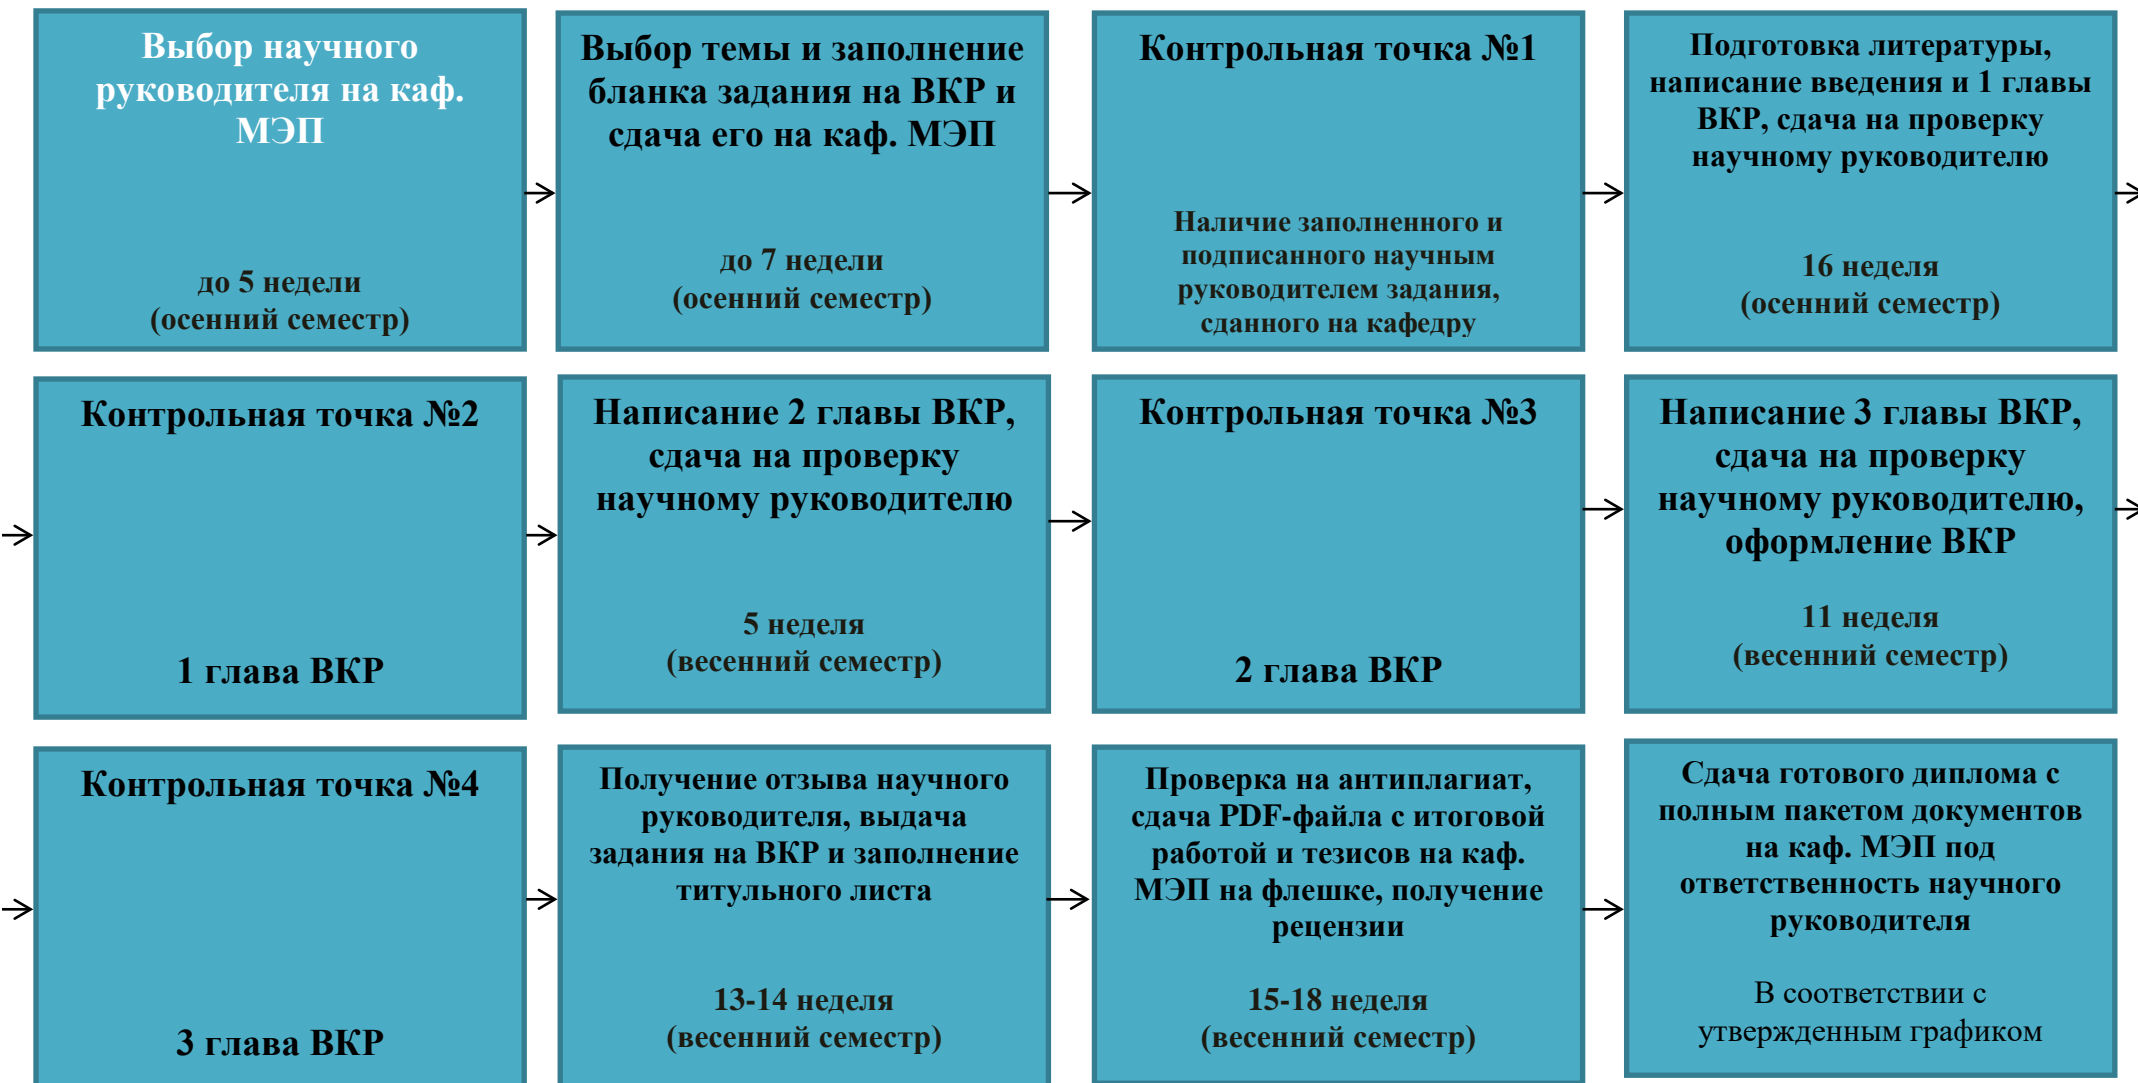 Выбор научного
руководителя на каф.
МЭП
до 5 недели
(осенний семестр)
Выбор темы и заполнение
бланка задания на ВКР и
сдача его на каф. МЭП
до 7 недели
(осенний семестр)
Контрольная точка №1
Наличие заполненного и
подписанного научным
руководителем задания,
сданного на кафедру
Подготовка литературы,
написание введения и 1 главы
ВКР, сдача на проверку
научному руководителю
16 неделя
(осенний семестр)
Контрольная точка №2
1 глава ВКР
Написание 2 главы ВКР,
сдача на проверку
научному руководителю
5 неделя
(весенний семестр)
Контрольная точка №3
2 глава ВКР
Написание 3 главы ВКР,
сдача на проверку
научному руководителю,
оформление ВКР
11 неделя
(весенний семестр)
Контрольная точка №4
3 глава ВКР
Получение отзыва научного
руководителя, выдача
задания на ВКР и заполнение
титульного листа
13-14 неделя
(весенний семестр)
Проверка на антиплагиат,
сдача PDF-файла с итоговой
работой и тезисов на каф.
МЭП на флешке, получение
рецензии
15-18 неделя
(весенний семестр)
Сдача готового диплома с
полным пакетом документов
на каф. МЭП под
ответственность научного
руководителя
В соответствии с
утвержденным графиком